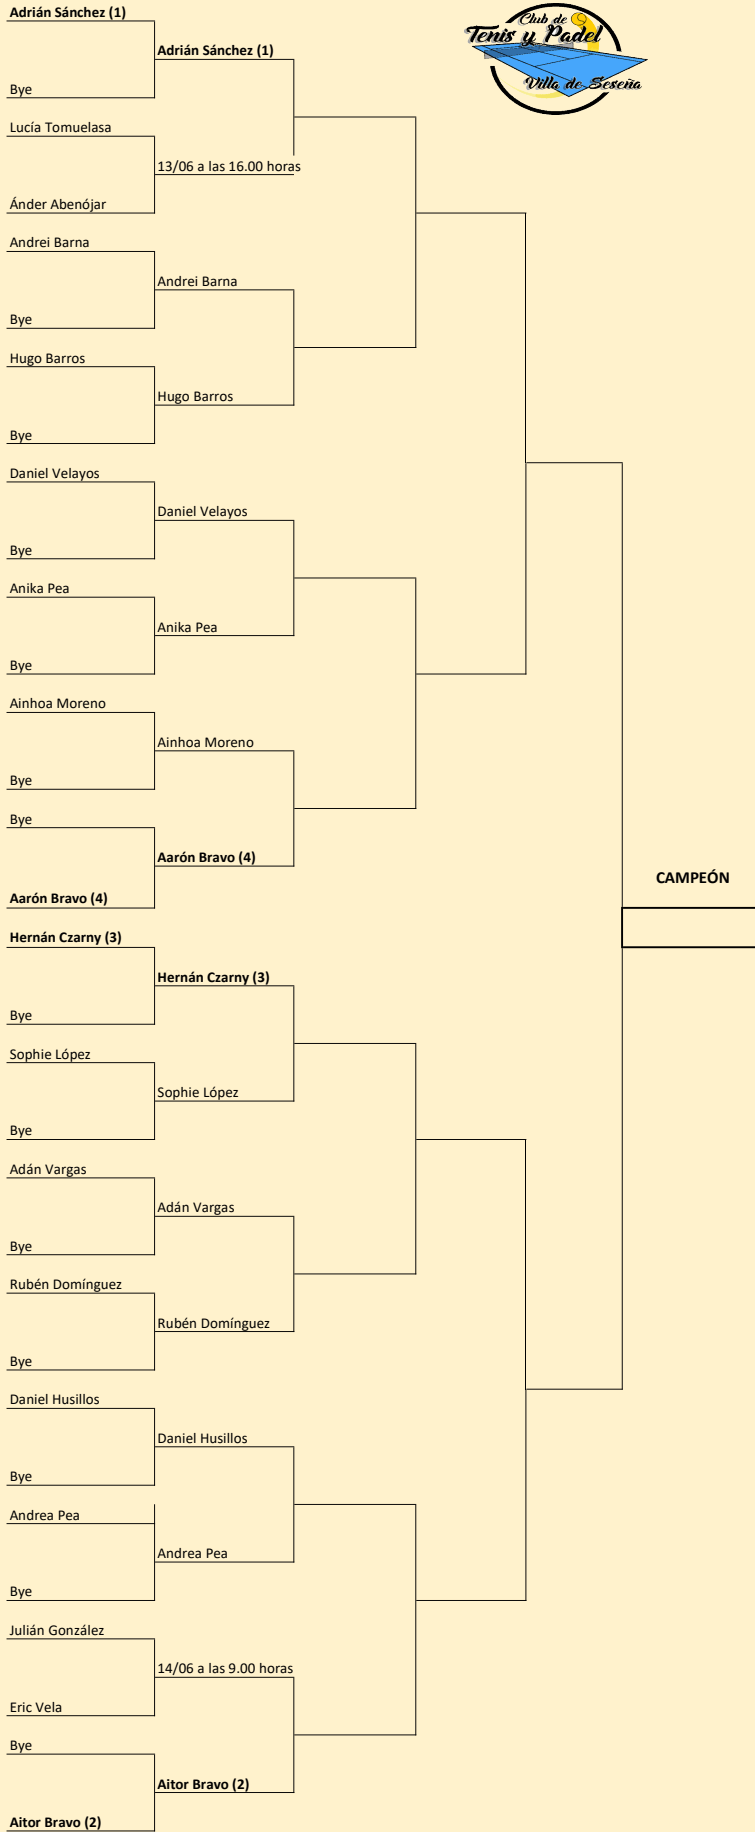 Adrián Sánchez (1)
Club de
Tenis y Padel
Villa de Seseña
Adrián Sánchez (1)
Bye
Lucía Tomuelasa
13/06 a las 16.00 horas
Ánder Abenójar
Andrei Barna
Andrei Barna
Bye
Hugo Barros
Hugo Barros
Bye
Daniel Velayos
Daniel Velayos
Bye
Anika Pea
Anika Pea
Bye
Ainhoa Moreno
Ainhoa Moreno
Bye
Bye
Aarón Bravo (4)
CAMPEÓN
Aarón Bravo (4)
Hernán Czarny (3)
Hernán Czarny (3)
Bye
Sophie López
Sophie López
Bye
Adán Vargas
Adán Vargas
Bye
Rubén Domínguez
Rubén Domínguez
Bye
Daniel Husillos
Daniel Husillos
Bye
Andrea Pea
Andrea Pea
Bye
Julián González
14/06 a las 9.00 horas
Eric Vela
Bye
Aitor Bravo (2)
Aitor Bravo (2)